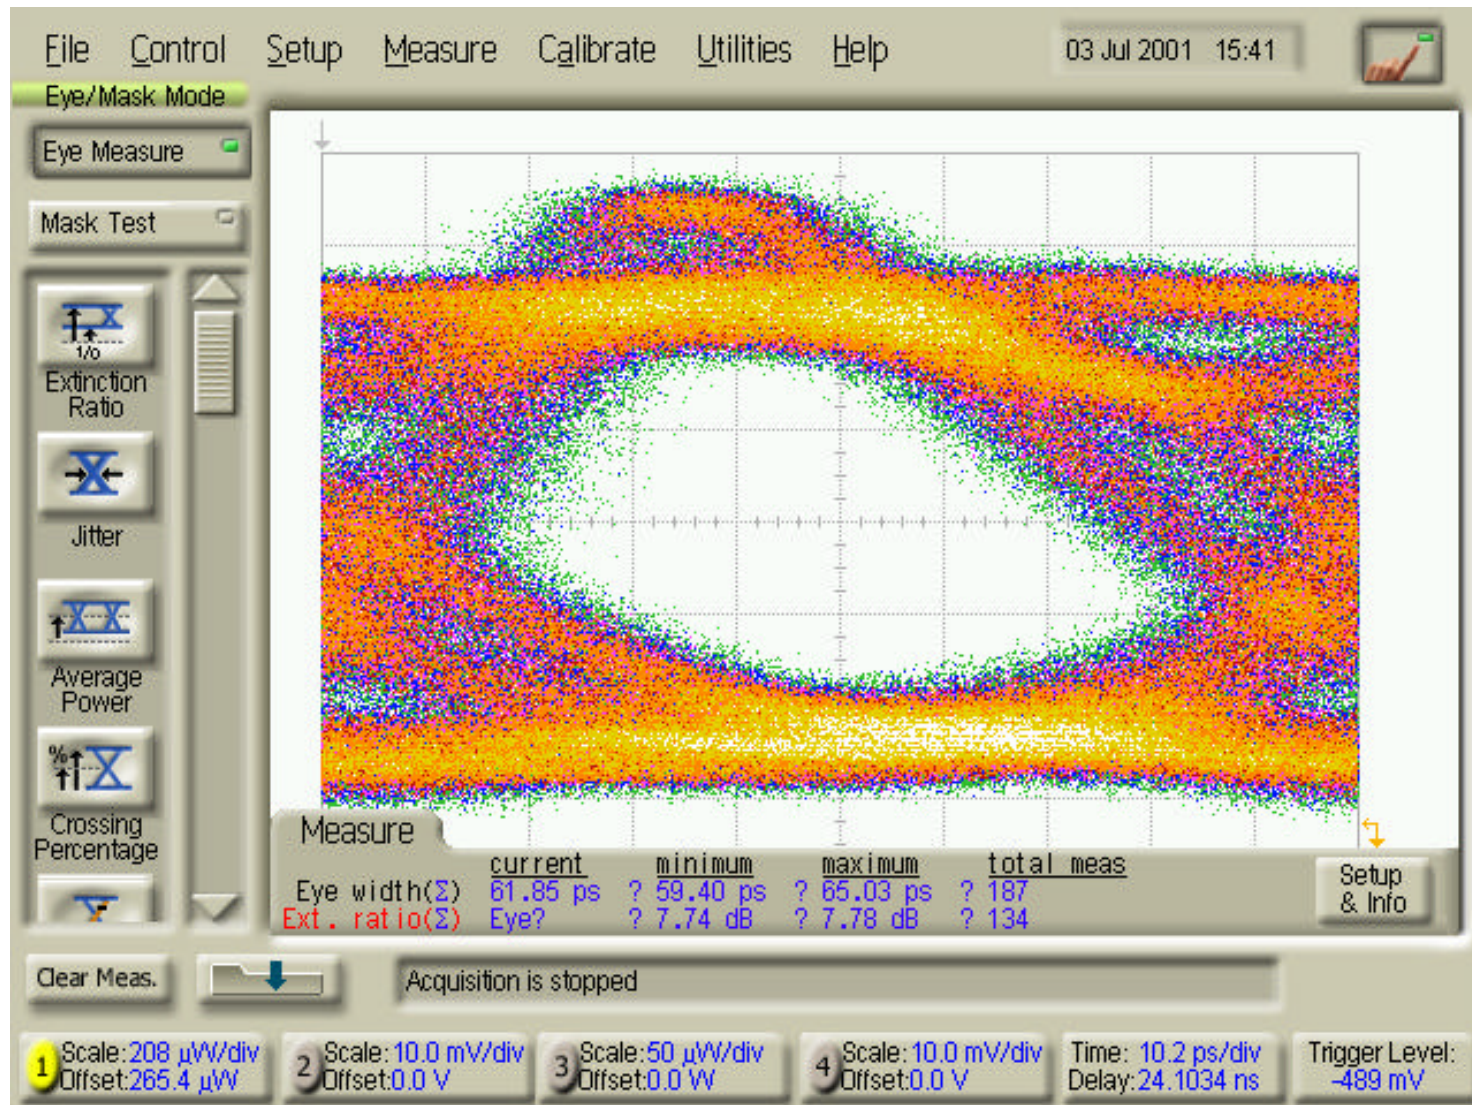 File Control Setup Measure Calibrate Utilities Help 03 Jul 2001 15:41
Eye/Mask Mode
Eye Measure
Mask Test
1/0
Extinction
Ratio
Jitter
Average
Power
%
Crossing
Percentage
Measure
current minimum maximum total meas
Eye width(Σ) 61.85 ps ? 59.40 ps ? 65.03 ps ? 187
Ext. ratio(Σ) Eye? ? 7.74 dB ? 7.78 dB ? 134
Setup
& Info
Clear Meas.
Acquisition is stopped
1 Scale:208 µW/div
Offset:265.4 µW
2 Scale:10.0 mV/div
Offset:0.0 V
3 Scale:50 µW/div
Offset:0.0 W
4 Scale:10.0 mV/div
Offset:0.0 V
Time: 10.2 ps/div
Delay:24.1034 ns
Trigger Level:
-489 mV